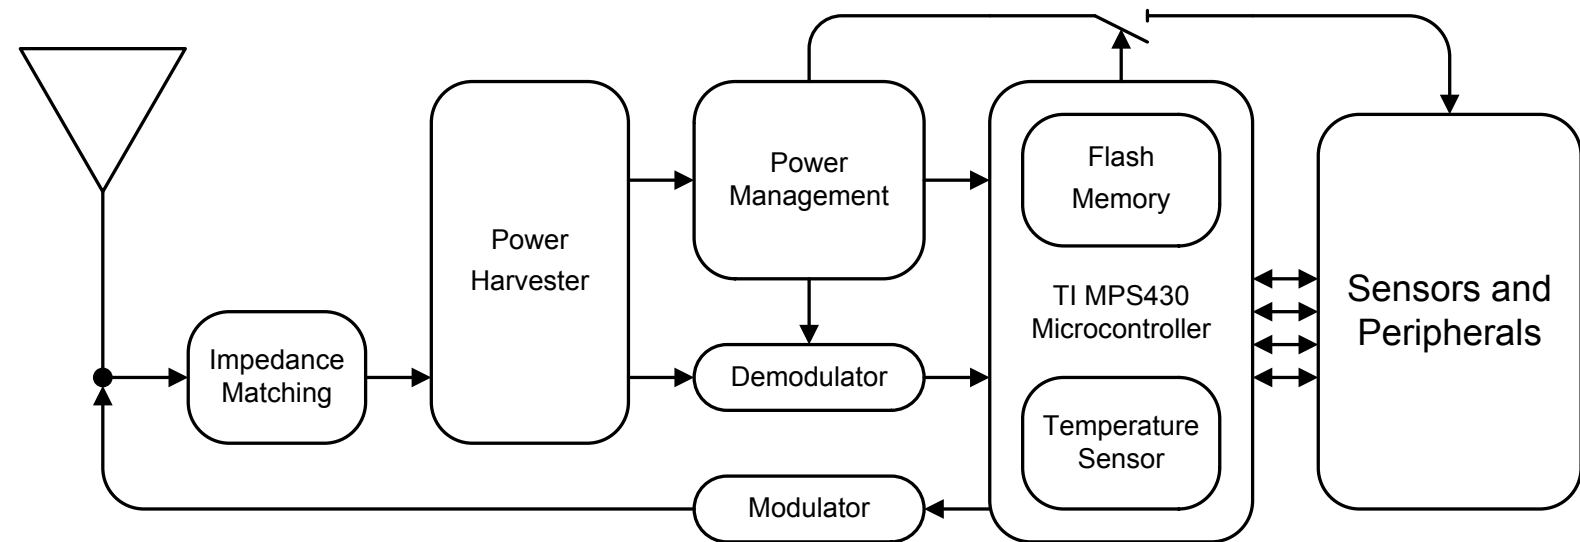 Impedance
Matching
Power
Harvester
Power
Management
Demodulator
Modulator
Flash
Memory
TI MPS430
Microcontroller
Temperature
Sensor
Sensors and
Peripherals